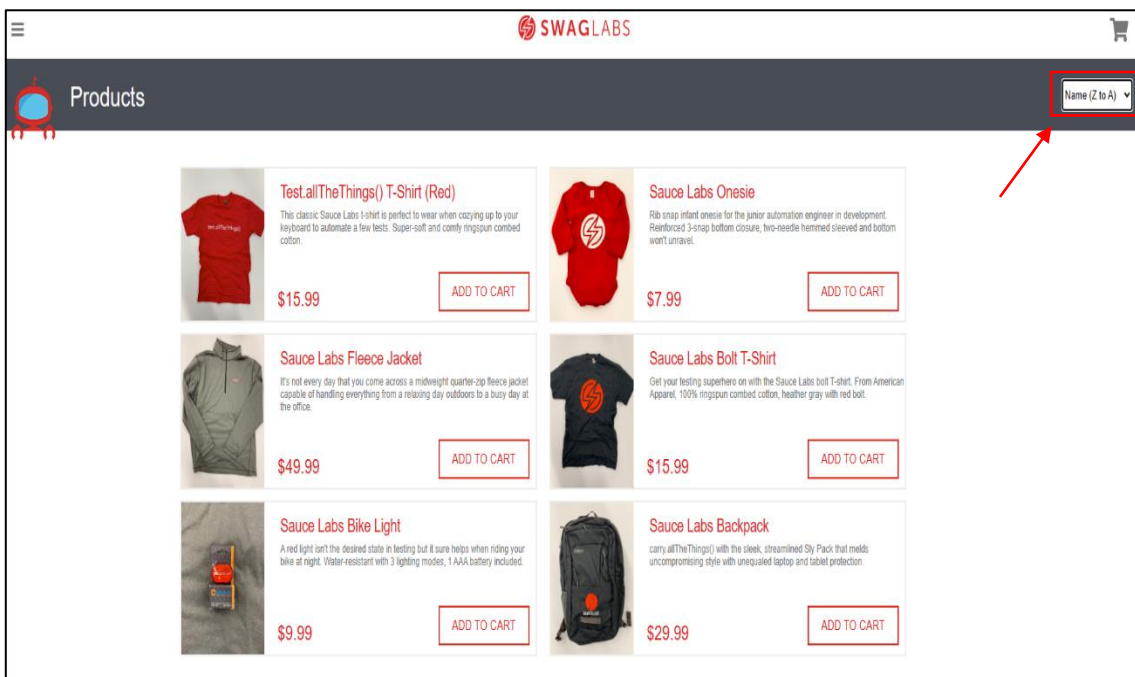 SWAGLABS
Products
Name (Z to A)
Test.allTheThings() T-Shirt (Red)
This classic Sauce Labs t-shirt is perfect to wear when cozying up to your
keyboard to automate a few tests. Super-soft and comfy ringspun combed
cotton.
$15.99
ADD TO CART
Sauce Labs Onesie
Rib snap infant onesie for the junior automation engineer in development.
Reinforced 3-snap bottom closure, two-needle hemmed sleeved and bottom
won't unravel.
$7.99
ADD TO CART
Sauce Labs Fleece Jacket
It's not every day that you come across a midweight quarter-zip fleece jacket
capable of handling everything from a relaxing day outdoors to a busy day at
the office.
$49.99
ADD TO CART
Sauce Labs Bolt T-Shirt
Get your testing superhero on with the Sauce Labs bolt T-shirt. From American
Apparel, 100% ringspun combed cotton, heather gray with red bolt.
$15.99
ADD TO CART
Sauce Labs Bike Light
A red light isn't the desired state in testing but it sure helps when riding your
bike at night. Water-resistant with 3 lighting modes, 1 AAA battery included.
$9.99
ADD TO CART
Sauce Labs Backpack
carry.allTheThings() with the sleek, streamlined Sly Pack that melds
uncompromising style with unequaled laptop and tablet protection.
$29.99
ADD TO CART